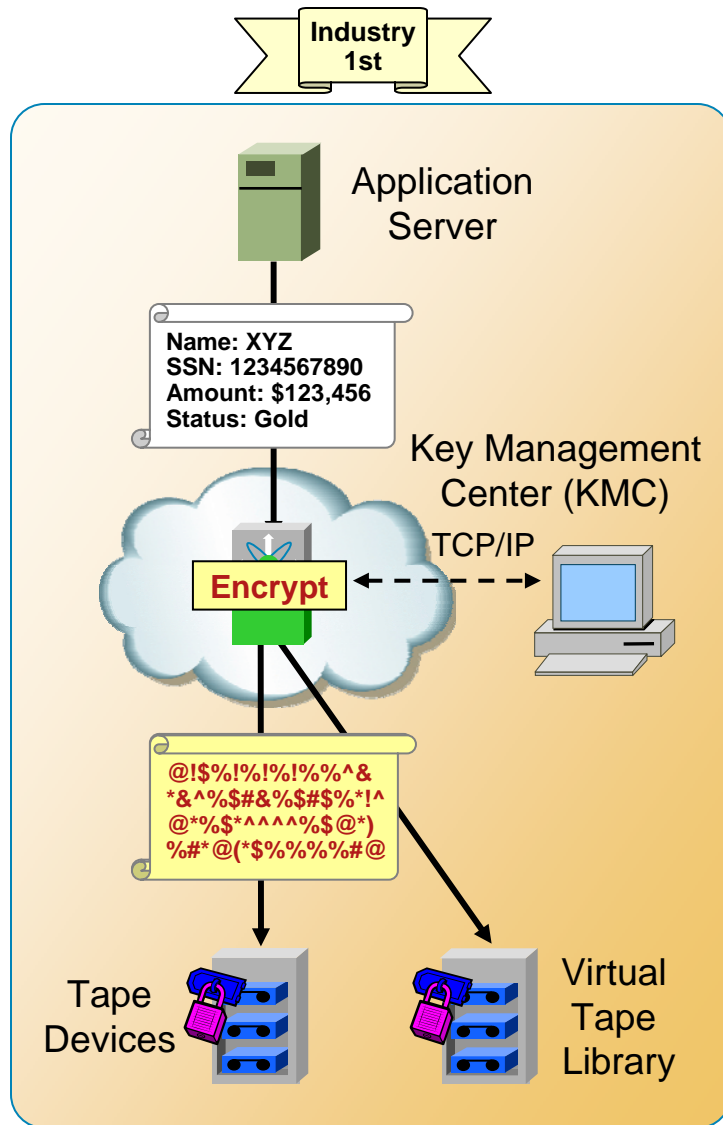 Industry
1st
Application
Server
Name: XYZ
SSN: 1234567890
Amount: $123,456
Status: Gold
Key Management
Center (KMC)
TCP/IP
Encrypt
@!$%!%!%!%%^&
*&^%$#&%$#$%*!^
@*%$*^^^^%$@*)
%#*@(*$%%%%#@
Tape
Devices
Virtual
Tape
Library